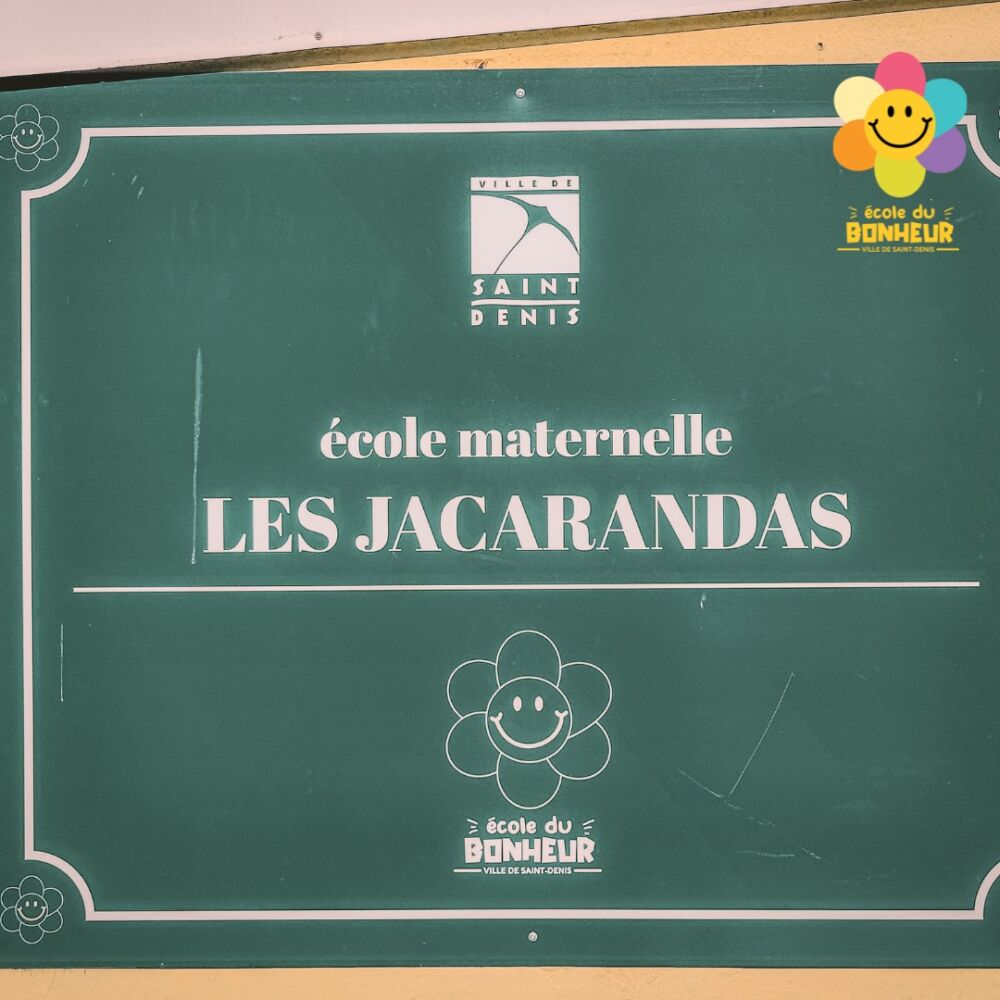 VILLE DE
SAINT
DENIS
école du
BONHEUR
VILLE DE SAINT-DENIS
école maternelle
LES JACARANDAS
école du
BONHEUR
VILLE DE SAINT-DENIS